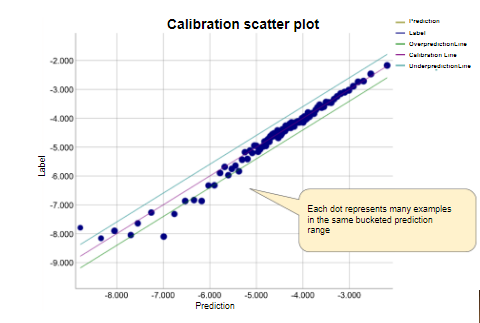 Calibration scatter plot
Prediction
Label
OverpredictionLine
Calibration Line
UnderpredictionLine
-2.000
-3.000
-4.000
-5.000
-6.000
-7.000
-8.000
-9.000
Label
Each dot represents many examples
in the same bucketed prediction
range
-8.000 -7.000 -6.000 -5.000 -4.000 -3.000
Prediction